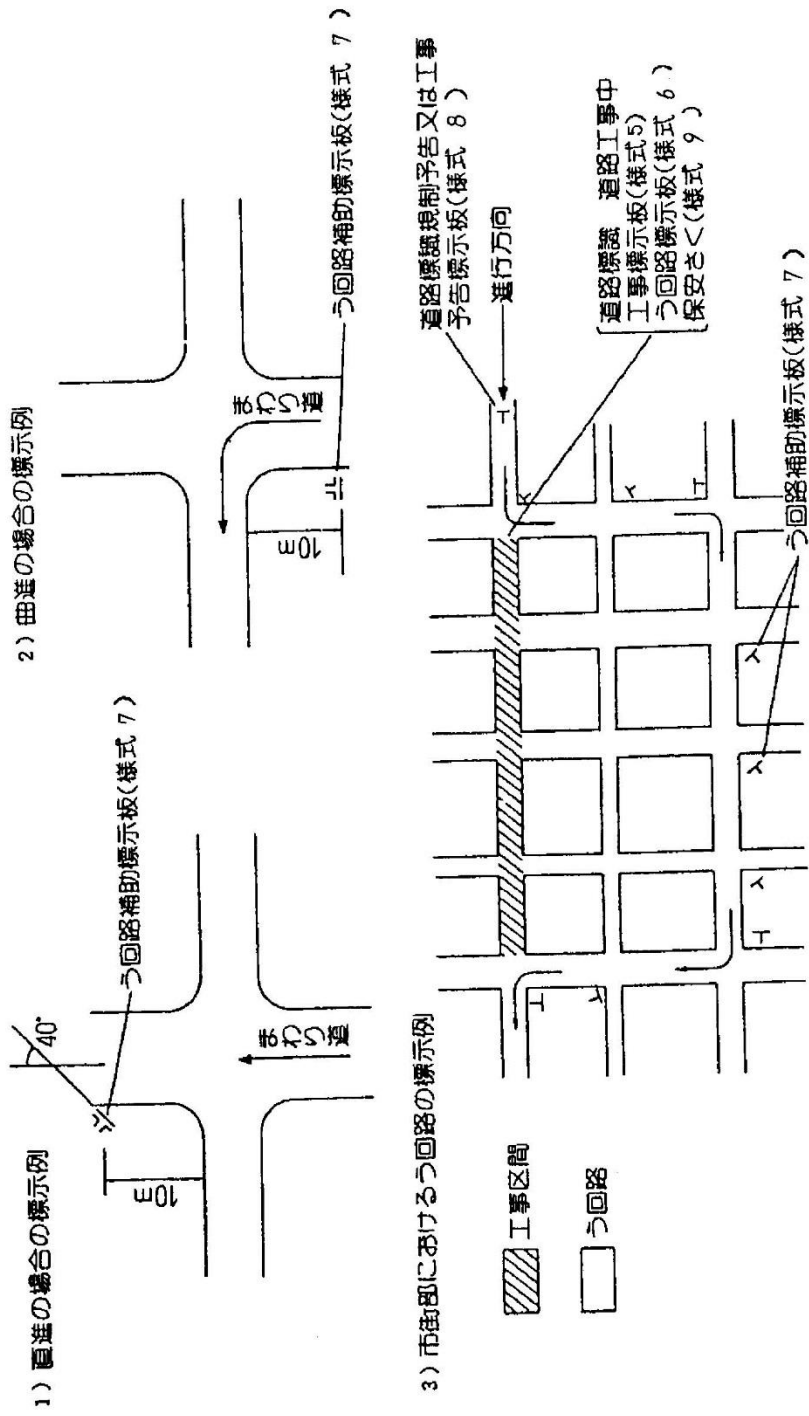 1) 直進の場合の標示例
40°
う回路補助標示板(様式 7)
10m
まわり道
2) 曲進の場合の標示例
まわり道
10m
う回路補助標示板(様式 7)
3) 市街部におけるう回路の標示例
工事区間
う回路
道路標識規制予告又は工事
予告標示板(様式 8)
進行方向
道路標識 道路工事中
工事標示板(様式5)
う回路標示板(様式 6)
保安さく(様式 9)
う回路補助標示板(様式 7)